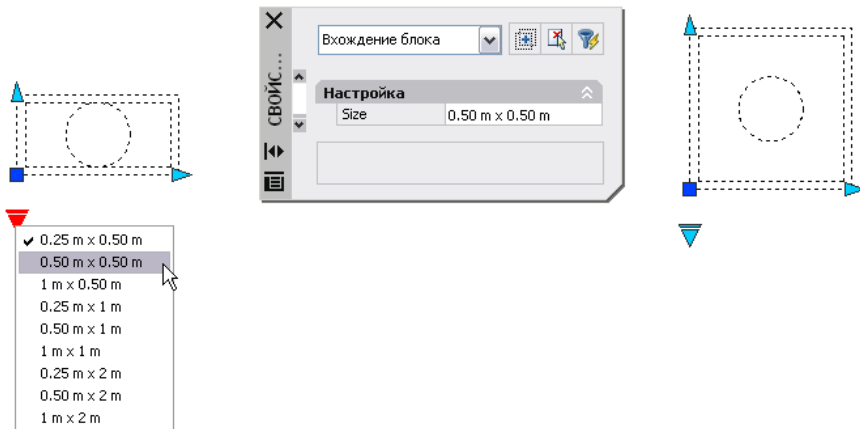 Вхождение блока
СВОЙС...
Настройка
Size 0.50 m x 0.50 m
0.25 m x 0.50 m
0.50 m x 0.50 m
1 m x 0.50 m
0.25 m x 1 m
0.50 m x 1 m
1 m x 1 m
0.25 m x 2 m
0.50 m x 2 m
1 m x 2 m